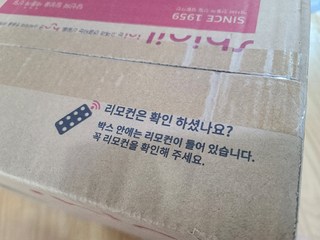 Shinil
SINCE 1959
리모컨은 확인 하셨나요?
박스 안에는 리모컨이 들어 있습니다.
꼭 리모컨을 확인해 주세요.